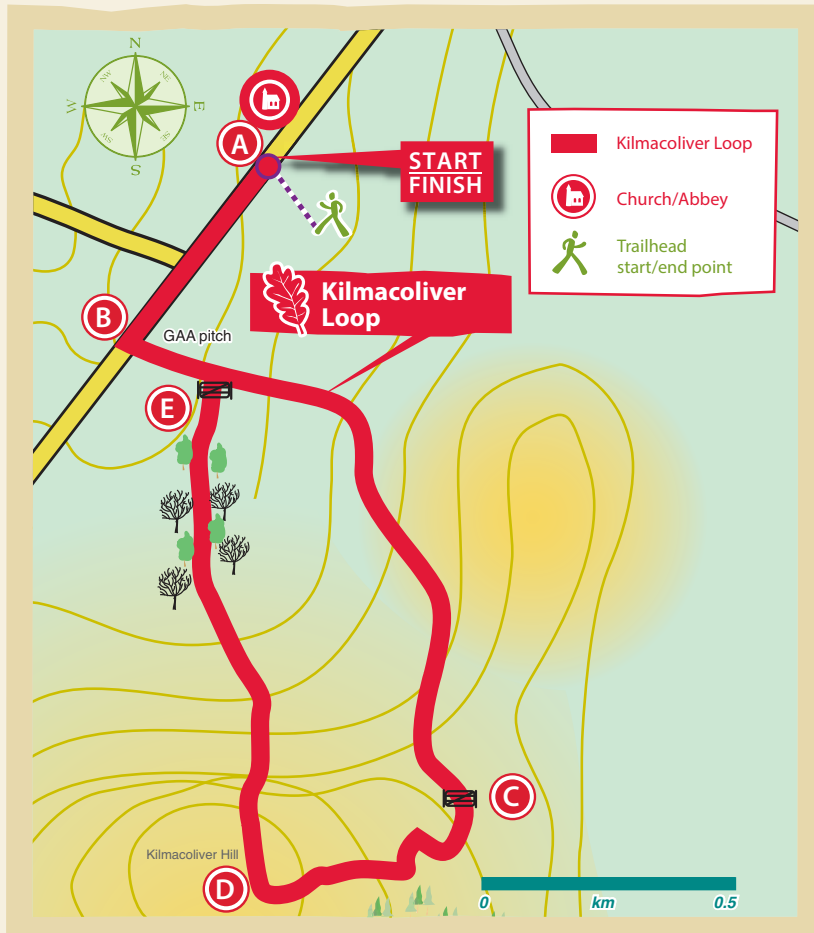 N
NW
NE
W
E
SW
SE
S
A
START
FINISH
Kilmacoliver Loop
Church/Abbey
Trailhead
start/end point
Kilmacoliver
Loop
B
GAA pitch
E
C
Kilmacoliver Hill
D
0
km
0.5